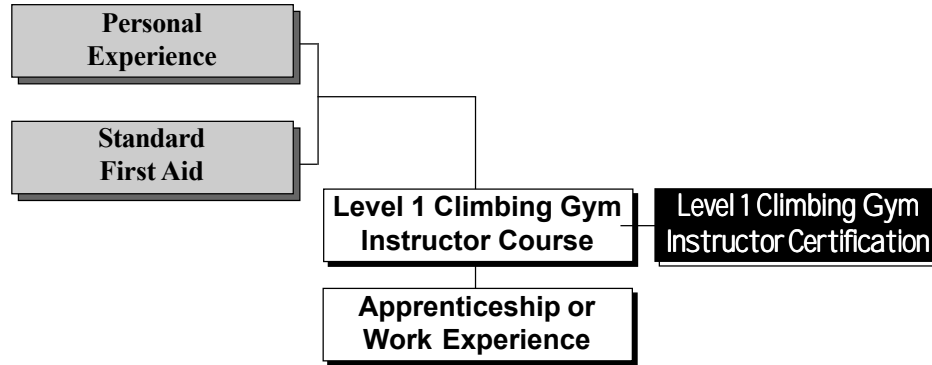 Personal
Experience
Standard
First Aid
Level 1 Climbing Gym
Instructor Course
Level 1 Climbing Gym
Instructor Certification
Apprenticeship or
Work Experience